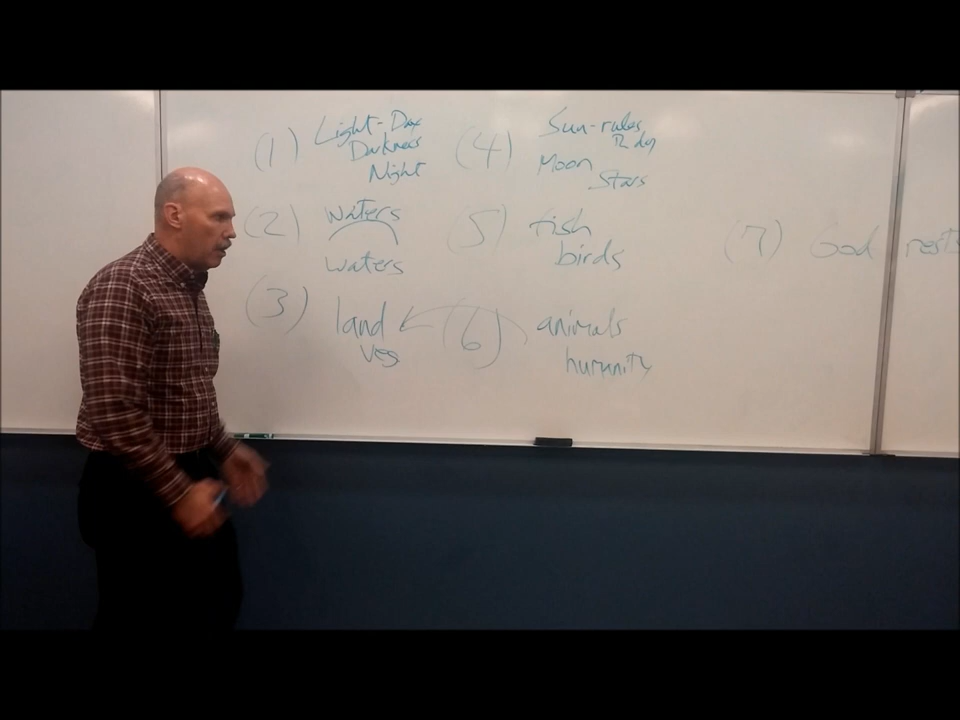 (1) Light-Day
Darkness
Night
(2) waters
waters
(3) land
veg
(4) Sun-rules
day
Moon
Stars
(5) fish
birds
(6) animals
humanity
(7) God rests